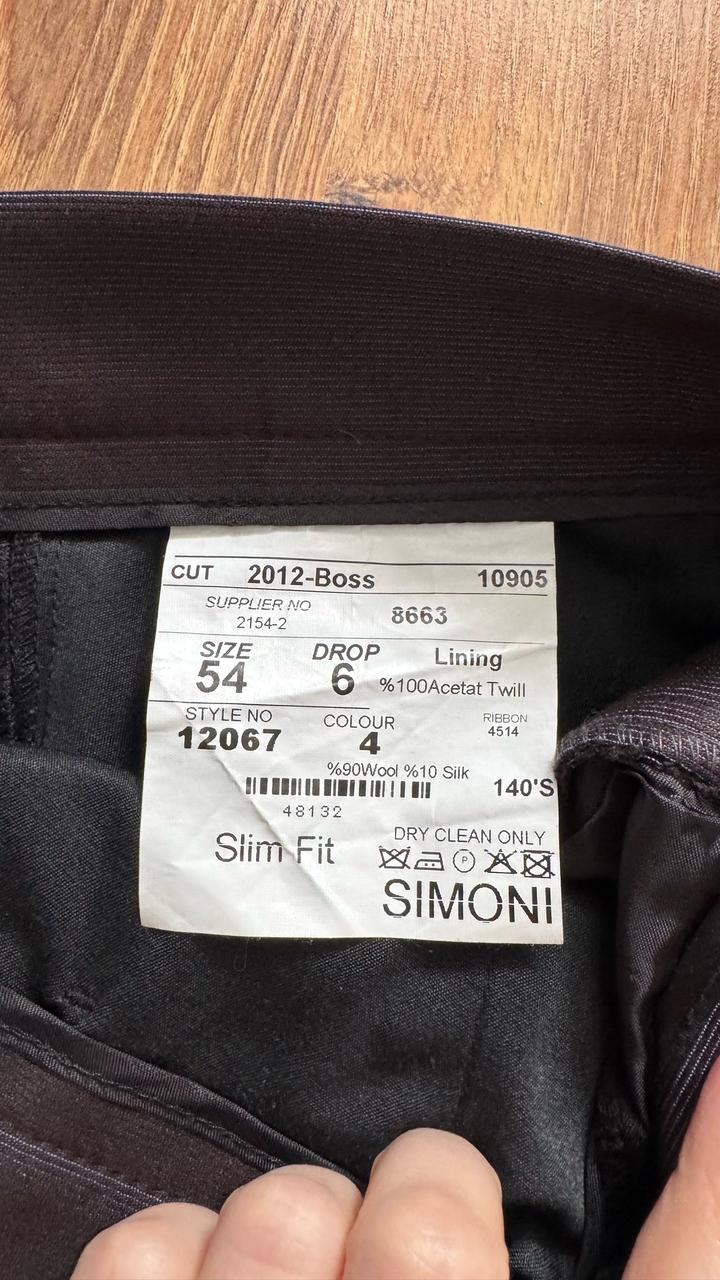 CUT 2012-Boss 10905
SUPPLIER NO 8663
2154-2
SIZE DROP Lining
54 6 %100Acetat Twill
STYLE NO COLOUR RIBBON
12067 4 4514
%90Wool %10 Silk
140'S
48132
DRY CLEAN ONLY
Slim Fit
P
SIMONI